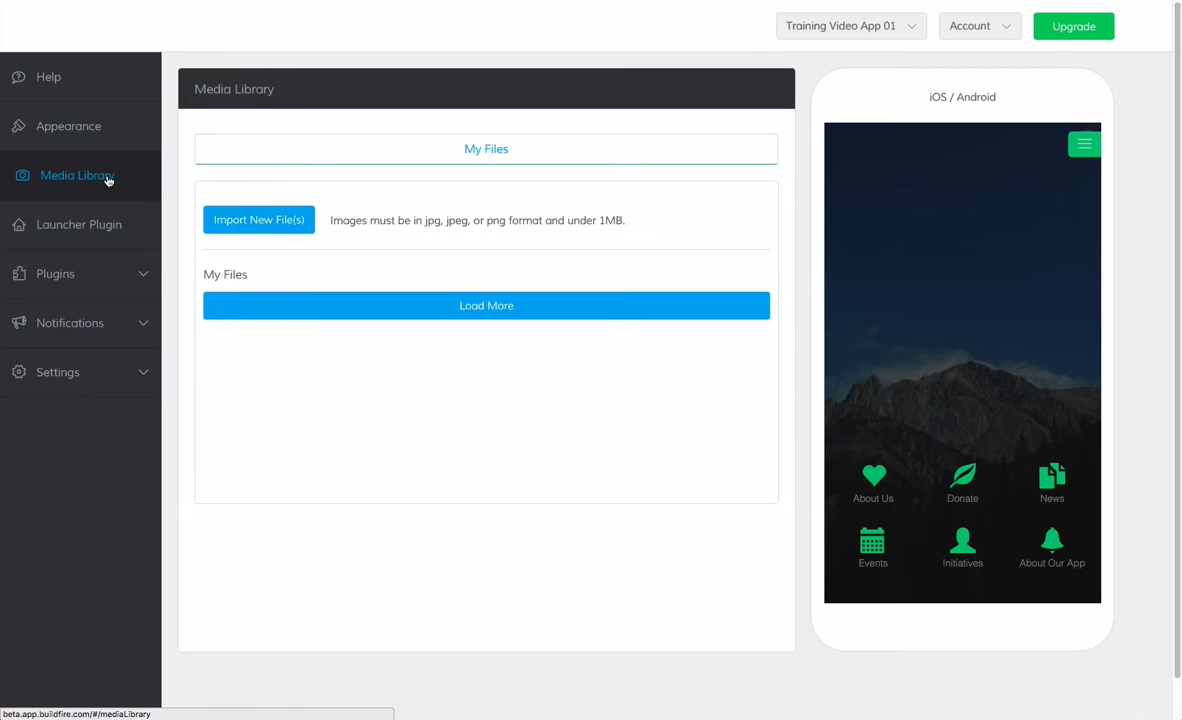 Training Video App 01
Account
Upgrade
Help
Appearance
Media Library
Launcher Plugin
Plugins
Notifications
Settings
Media Library
My Files
Import New File(s)
Images must be in jpg, jpeg, or png format and under 1MB.
My Files
Load More
iOS / Android
About Us
Donate
News
Events
Initiatives
About Our App
beta.app.buildfire.com/#/mediaLibrary